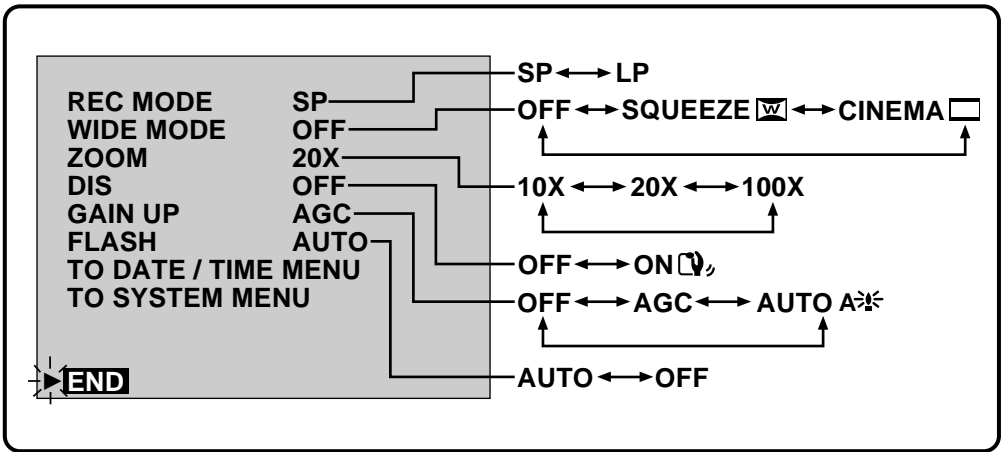 REC MODE SP
WIDE MODE OFF
ZOOM 20X
DIS OFF
GAIN UP AGC
FLASH AUTO
TO DATE / TIME MENU
TO SYSTEM MENU
END
SP LP
OFF SQUEEZE W CINEMA
10X 20X 100X
OFF ON
OFF AGC AUTO A
AUTO OFF